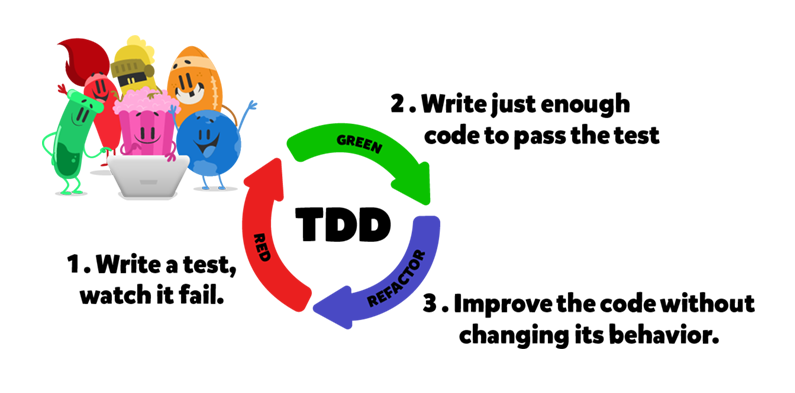 2. Write just enough
code to pass the test
GREEN
TDD
RED
REFACTOR
1. Write a test,
watch it fail.
3. Improve the code without
changing its behavior.